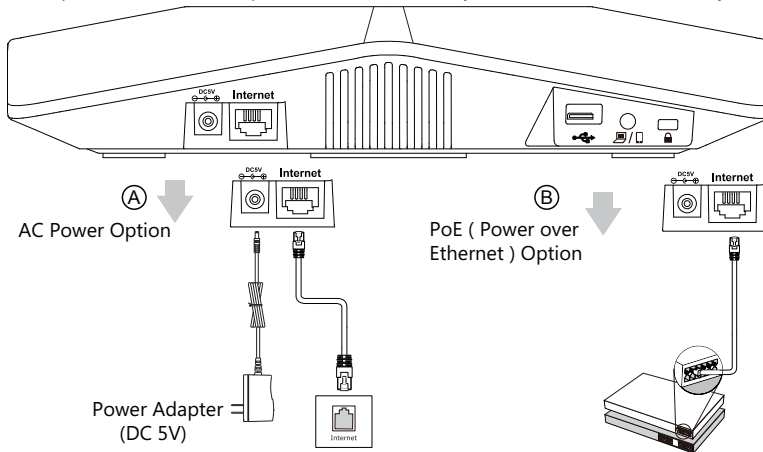 DC5V
Internet
DC5V
Internet
DC5V
Internet
A
AC Power Option
B
PoE ( Power over
Ethernet ) Option
Power Adapter
(DC 5V)
Internet